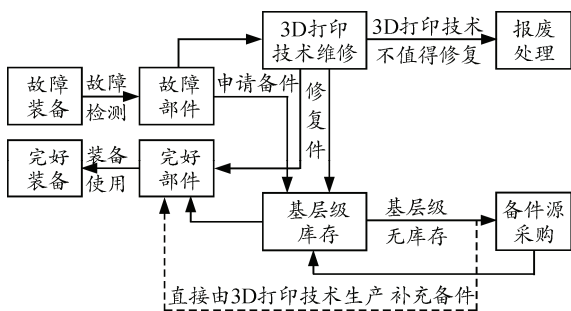 3D打印
技术维修
3D打印技术
不值得修复
报废
处理
故障
装备
故障
检测
故障
部件
申请备件
修
复
件
完好
装备
装备
使用
完好
部件
基层级
库存
基层级
无库存
备件源
采购
直接由3D打印技术生产 补充备件